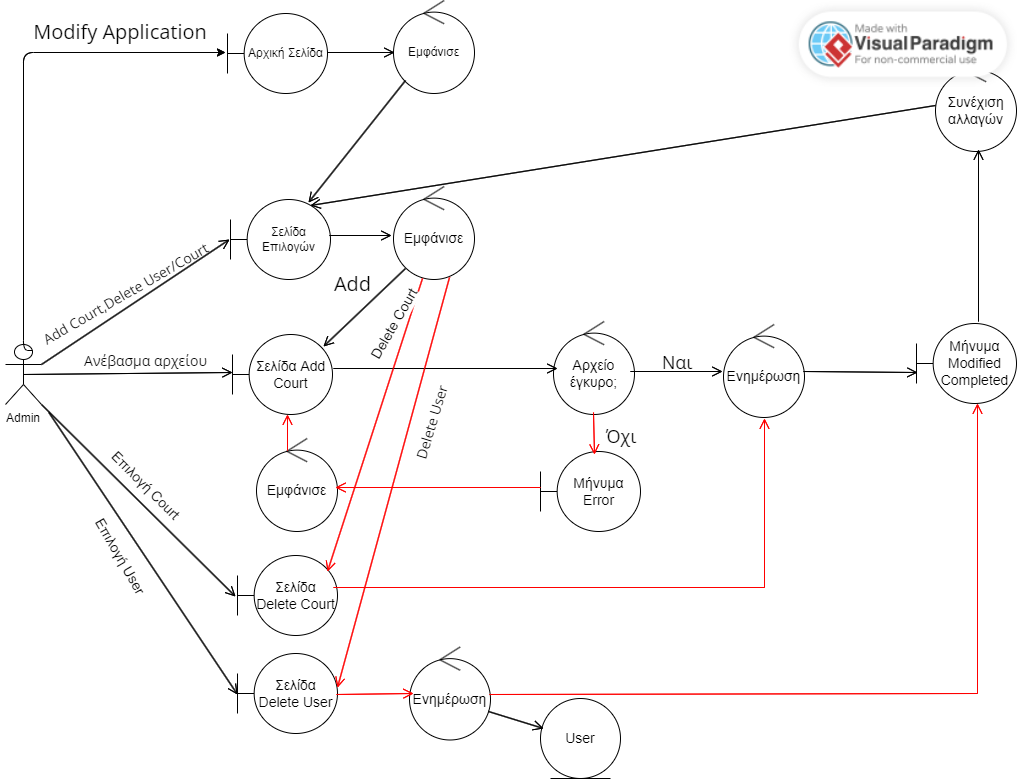 Modify Application
Made with
VisualParadigm
For non-commercial use
Αρχική Σελίδα
Εμφάνισε
Συνέχιση
αλλαγών
Σελίδα
Επιλογών
Εμφάνισε
Add Court,Delete User/Court
Add
Delete Court
Delete User
Admin
Ανέβασμα αρχείου
Σελίδα Add
Court
Αρχείο
έγκυρο;
Ναι
Ενημέρωση
Μήνυμα
Modified
Completed
Όχι
Εμφάνισε
Μήνυμα
Error
Επιλογή Court
Επιλογή User
Σελίδα
Delete Court
Σελίδα
Delete User
Ενημέρωση
User